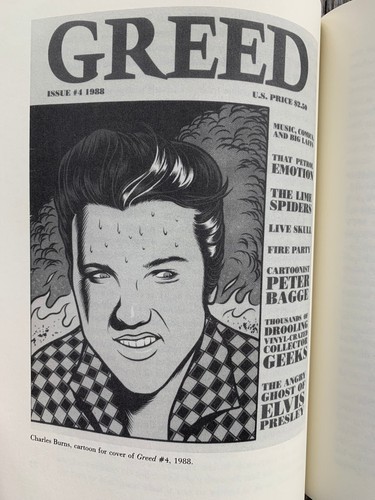 GREED
ISSUE #4 1988
U.S. PRICE $2.50
MUSIC, COMICS,
AND BIG LAFFS
THAT PETROL
EMOTION
THE LIME
SPIDERS
LIVE SKULL
FIRE PARTY
CARTOONIST
PETER
BAGGE
THOUSANDS OF
DROOLING
VINYL-CRAZED
COLLECTOR
GEEKS
THE ANGRY
GHOST OF
ELVIS
PRESLEY
Charles Burns, cartoon for cover of Greed #4, 1988.